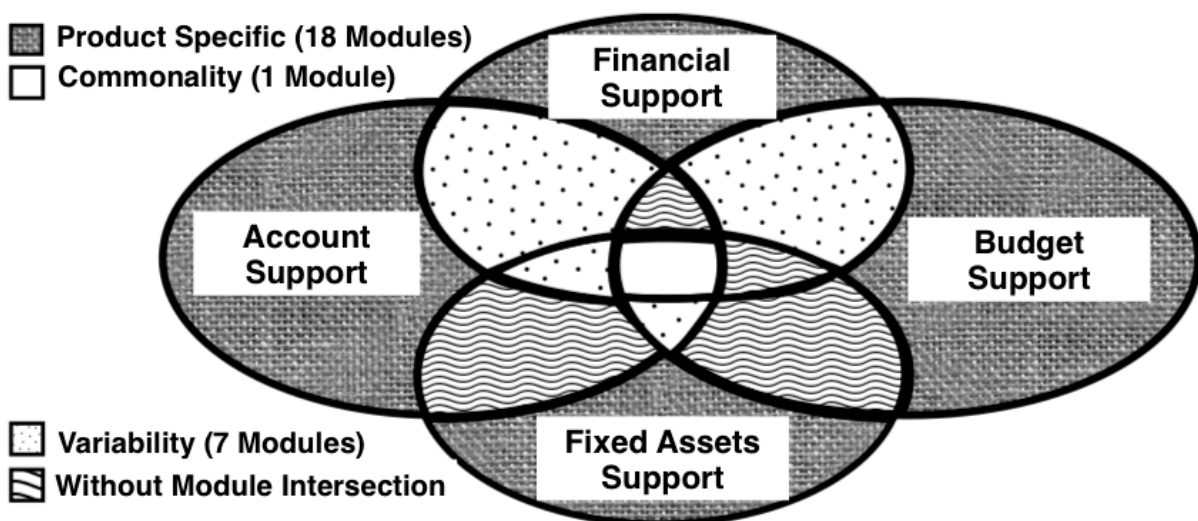 Product Specific (18 Modules)
Commonality (1 Module)
Financial
Support
Account
Support
Budget
Support
Fixed Assets
Support
Variability (7 Modules)
Without Module Intersection